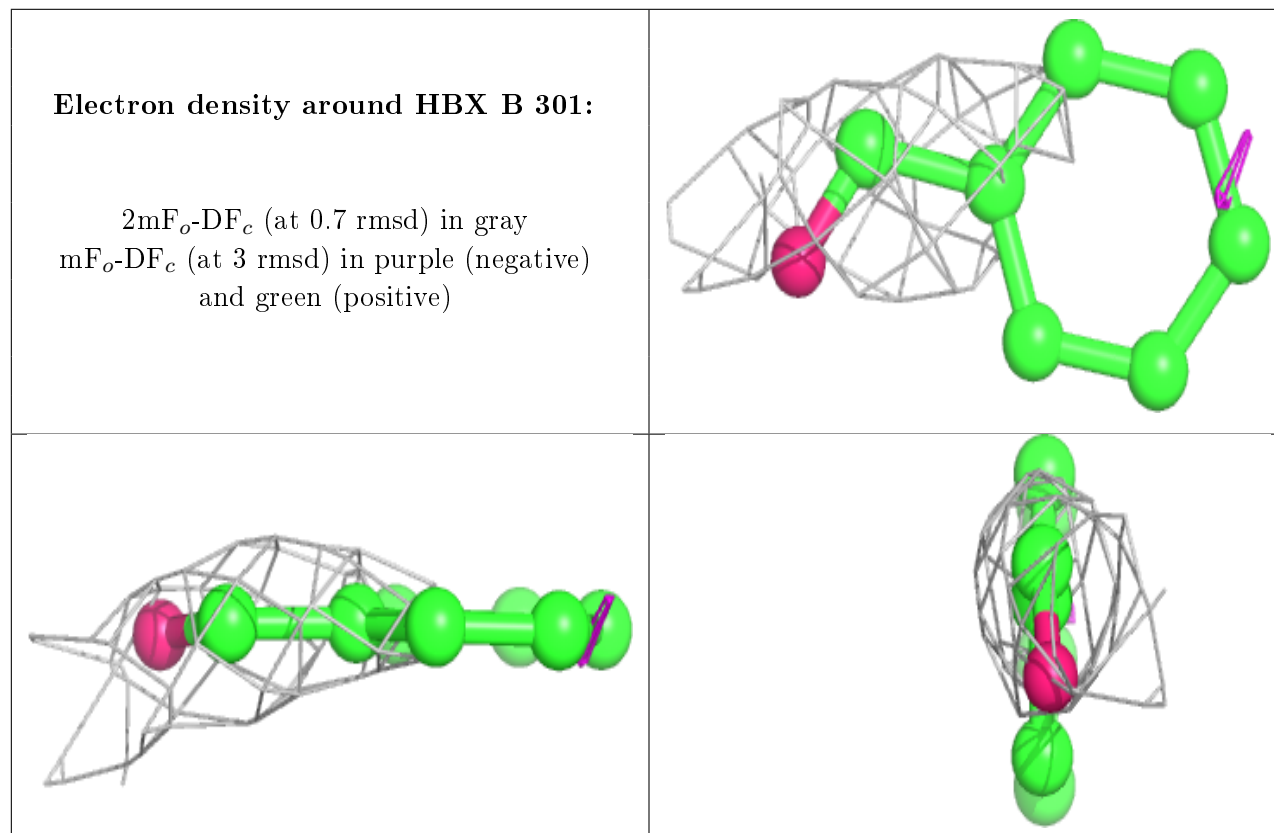 Electron density around HBX B 301:
2mFo-DFc (at 0.7 rmsd) in gray
mFo-DFc (at 3 rmsd) in purple (negative)
and green (positive)